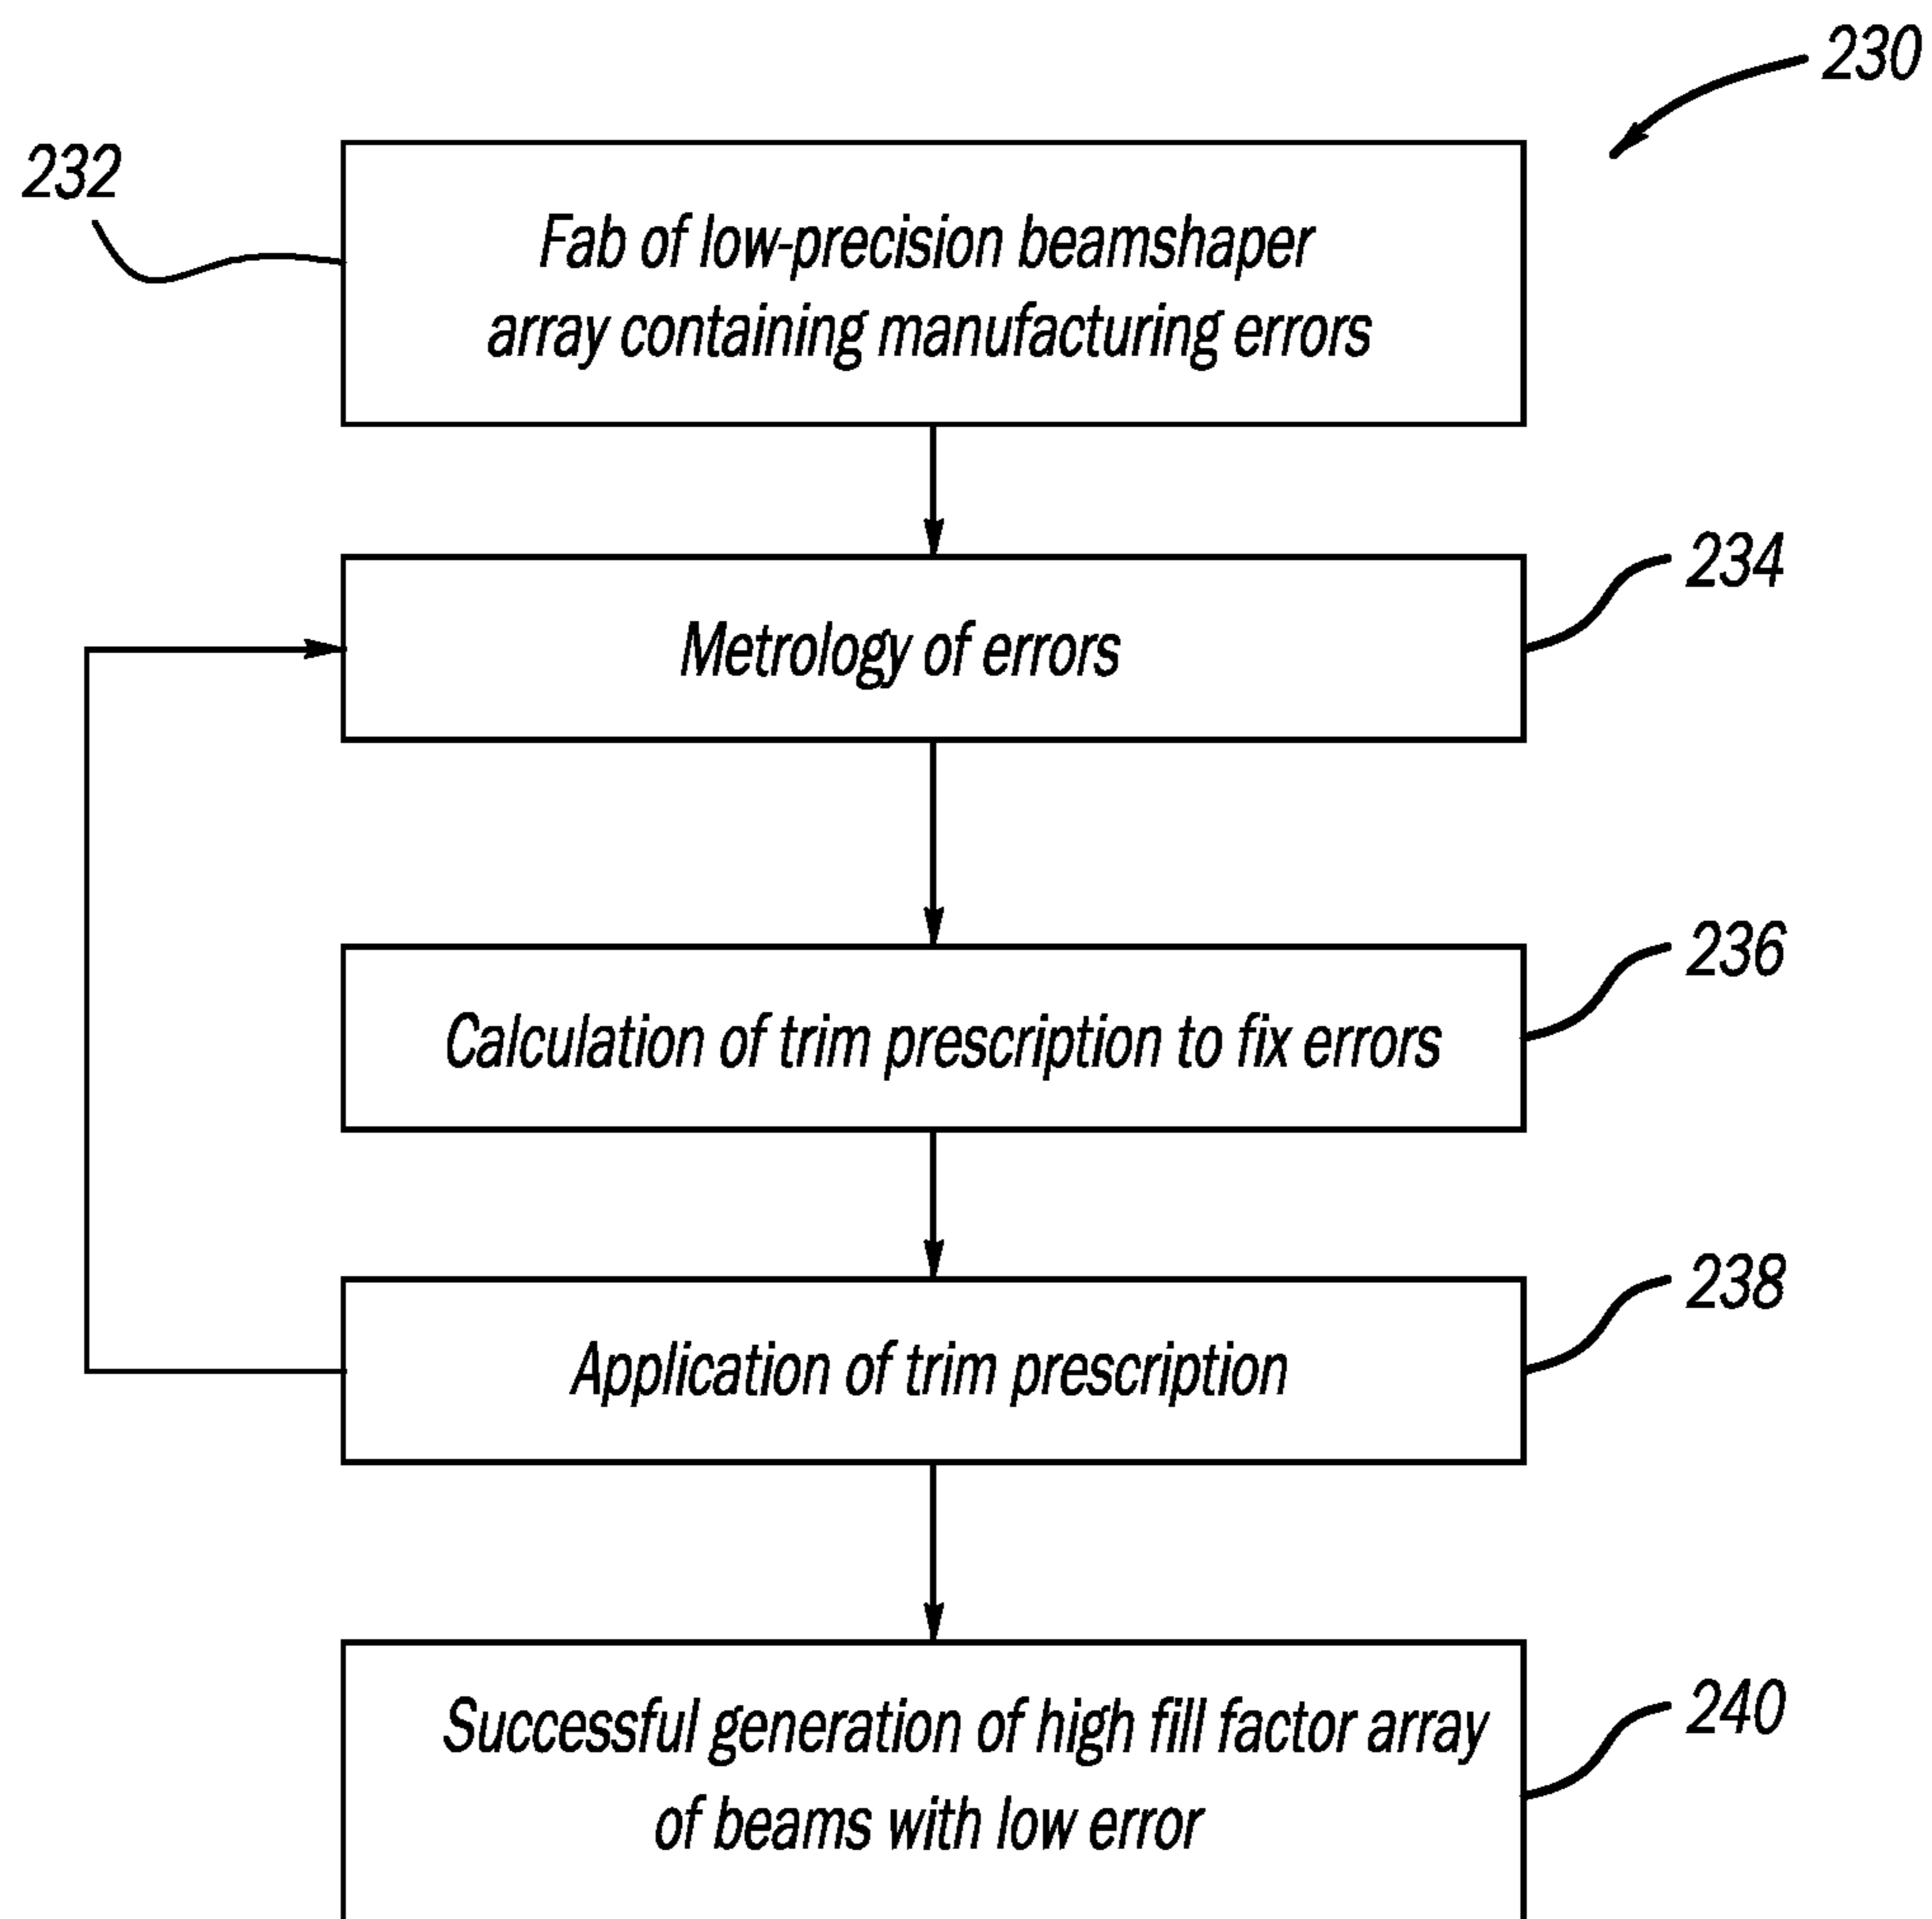 230
232
Fab of low-precision beamshaper
array containing manufacturing errors
234
Metrology of errors
236
Calculation of trim prescription to fix errors
238
Application of trim prescription
240
Successful generation of high fill factor array
of beams with low error